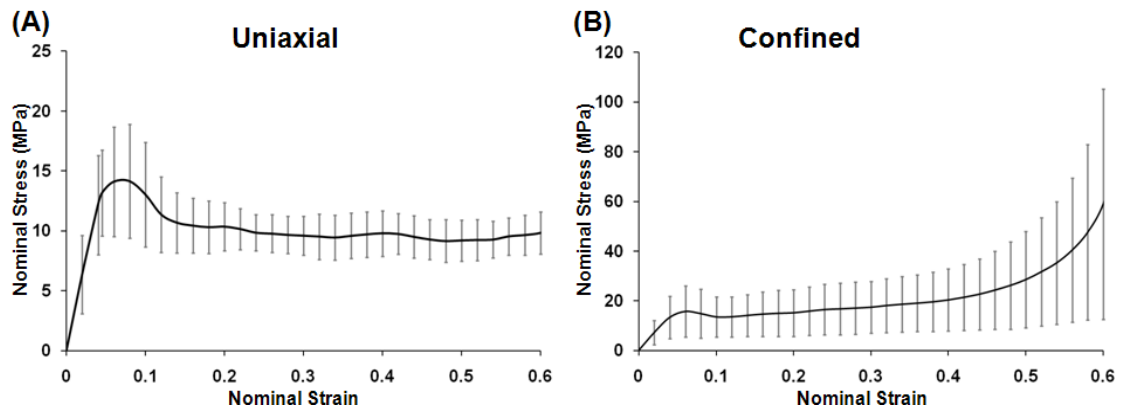 (A)
Uniaxial
Nominal Stress (MPa)
25
20
15
10
5
0
0 0.1 0.2 0.3 0.4 0.5 0.6
Nominal Strain
(B)
Confined
Nominal Stress (MPa)
120
100
80
60
40
20
0
0 0.1 0.2 0.3 0.4 0.5 0.6
Nominal Strain